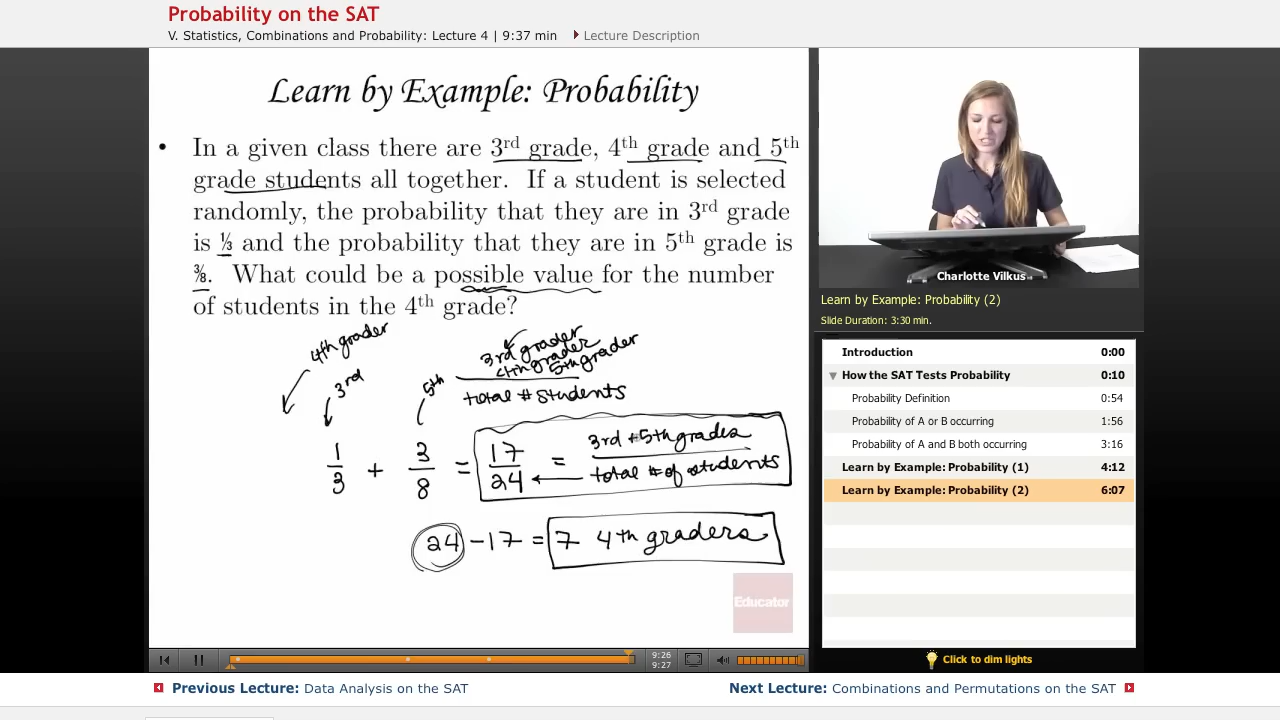 Probability on the SAT
V. Statistics, Combinations and Probability: Lecture 4 | 9:37 min
Lecture Description
Learn by Example: Probability
• In a given class there are 3rd grade, 4th grade and 5th
grade students all together. If a student is selected
randomly, the probability that they are in 3rd grade
is ⅓ and the probability that they are in 5th grade is
⅜. What could be a possible value for the number
of students in the 4th grade?
4th grader
3rd
5th
3rd grader
4th grader
5th grader
total # students
1/3 + 3/8 = 17/24 = 3rd + 5th grades / total # of students
24 - 17 = 7 4th graders
Educator
9:26
9:27
Charlotte Vilkus
Learn by Example: Probability (2)
Slide Duration: 3:30 min.
Introduction 0:00
How the SAT Tests Probability 0:10
Probability Definition 0:54
Probability of A or B occurring 1:56
Probability of A and B both occurring 3:16
Learn by Example: Probability (1) 4:12
Learn by Example: Probability (2) 6:07
Click to dim lights
Previous Lecture: Data Analysis on the SAT
Next Lecture: Combinations and Permutations on the SAT